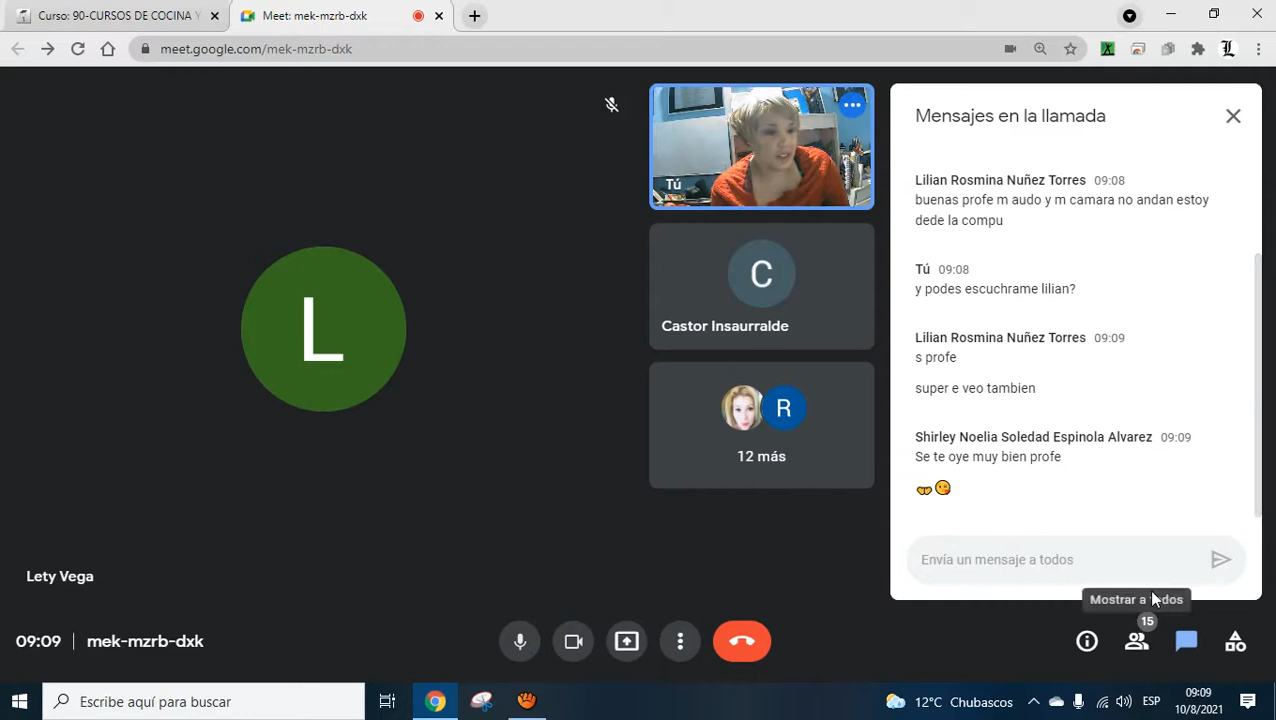 Curso: 90-CURSOS DE COCINA Y
Meet: mek-mzrb-dxk
meet.google.com/mek-mzrb-dxk
Tú
Castor Insaurralde
L
C
R
12 más
Lety Vega
Mensajes en la llamada
Lilian Rosmina Nuñez Torres 09:08
buenas profe m audo y m camara no andan estoy
dede la compu
Tú 09:08
y podes escuchrame lilian?
Lilian Rosmina Nuñez Torres 09:09
s profe
super e veo tambien
Shirley Noelia Soledad Espinola Alvarez 09:09
Se te oye muy bien profe
Envía un mensaje a todos
Mostrar a todos
15
09:09 | mek-mzrb-dxk
Escribe aquí para buscar
12°C Chubascos
ESP
09:09
10/8/2021